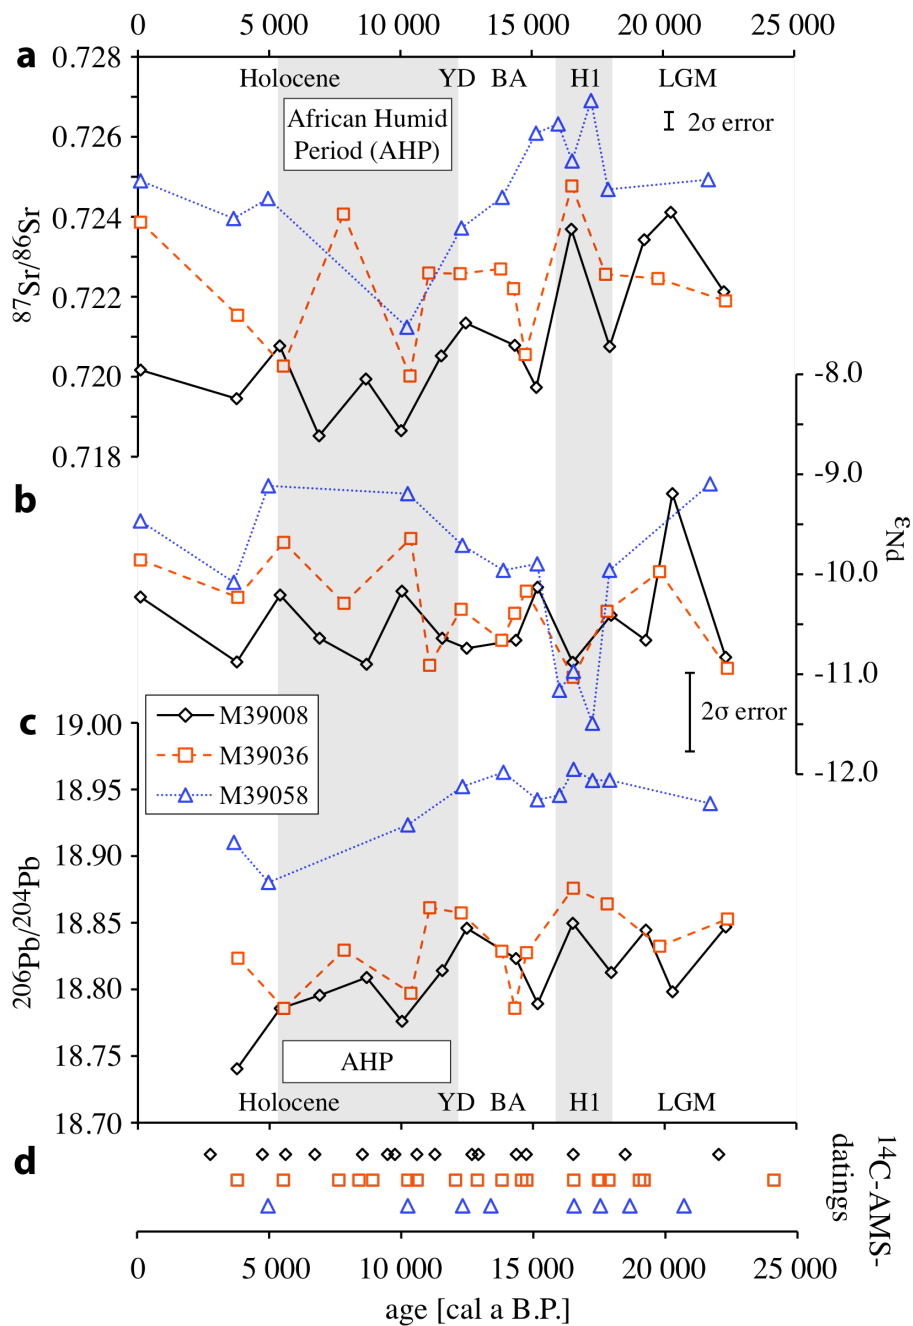 0 5 000 10 000 15 000 20 000 25 000
a
0.728
0.726
0.724
0.722
0.720
0.718
87Sr/86Sr
Holocene YD BA H1 LGM
African Humid
Period (AHP)
2σ error
b
-8.0
-9.0
-10.0
-11.0
-12.0
εNd
2σ error
c
M39008
M39036
M39058
19.00
18.95
18.90
18.85
18.80
18.75
18.70
206Pb/204Pb
AHP
Holocene YD BA H1 LGM
d
14C-AMS-
datings
0 5 000 10 000 15 000 20 000 25 000
age [cal a B.P.]